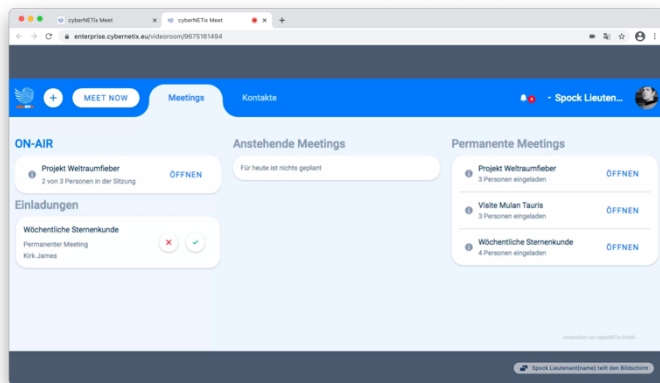 cyberNETix Meet
cyberNETix Meet
enterprise.cybernetix.eu/videoroom/9675161494
MEET NOW
Meetings
Kontakte
Spock Lieuten...
ON-AIR
Projekt Weltraumfieber
2 von 3 Personen in der Sitzung
ÖFFNEN
Einladungen
Wöchentliche Sternenkunde
Permanenter Meeting
Kirk James
Anstehende Meetings
Für heute ist nichts geplant
Permanente Meetings
Projekt Weltraumfieber
3 Personen eingeladen
ÖFFNEN
Visite Mulan Tauris
3 Personen eingeladen
ÖFFNEN
Wöchentliche Sternenkunde
4 Personen eingeladen
ÖFFNEN
Spock Lieutenant(name) teilt den Bildschirm